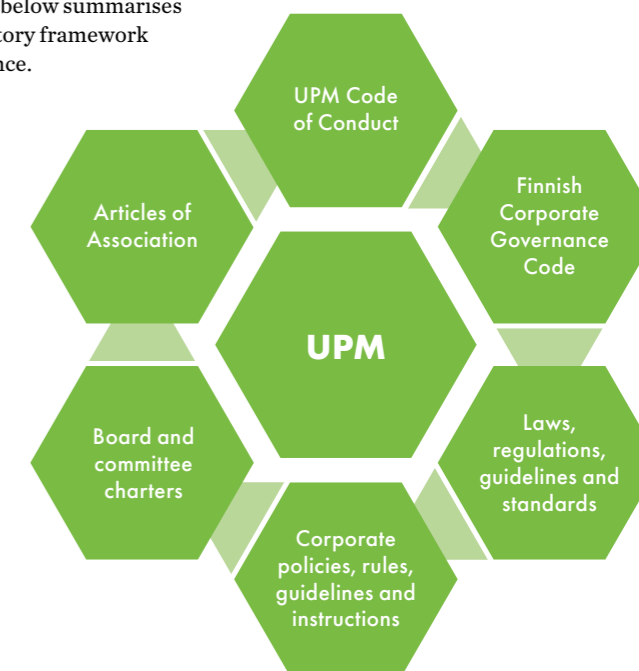 below summarises
tory framework
nce.
UPM Code
of Conduct
Finnish
Corporate
Governance
Code
Articles of
Association
UPM
Laws,
regulations,
guidelines and
standards
Board and
committee
charters
Corporate
policies, rules,
guidelines and
instructions